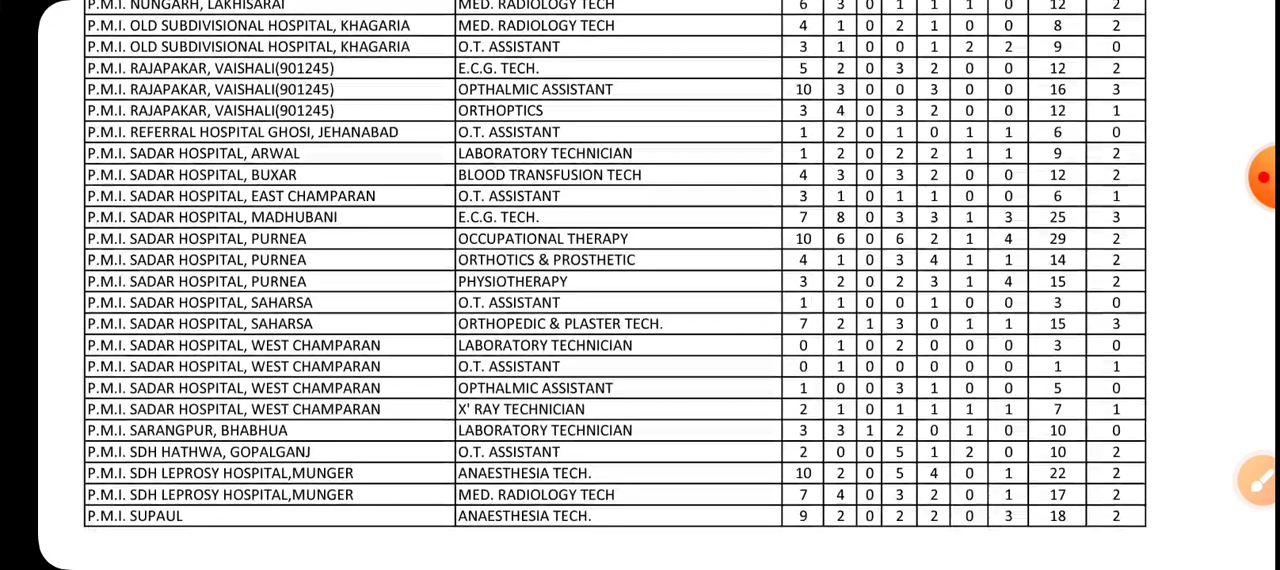 P.M.I. NUNGARH, LAKHISARAI MED. RADIOLOGY TECH 6 3 0 1 1 1 0 12 2
P.M.I. OLD SUBDIVISIONAL HOSPITAL, KHAGARIA MED. RADIOLOGY TECH 4 1 0 2 1 0 0 8 2
P.M.I. OLD SUBDIVISIONAL HOSPITAL, KHAGARIA O.T. ASSISTANT 3 1 0 0 1 2 2 9 0
P.M.I. RAJAPAKAR, VAISHALI(901245) E.C.G. TECH. 5 2 0 3 2 0 0 12 2
P.M.I. RAJAPAKAR, VAISHALI(901245) OPTHALMIC ASSISTANT 10 3 0 0 3 0 0 16 3
P.M.I. RAJAPAKAR, VAISHALI(901245) ORTHOPTICS 3 4 0 3 2 0 0 12 1
P.M.I. REFERRAL HOSPITAL GHOSI, JEHANABAD O.T. ASSISTANT 1 2 0 1 0 1 1 6 0
P.M.I. SADAR HOSPITAL, ARWAL LABORATORY TECHNICIAN 1 2 0 2 2 1 1 9 2
P.M.I. SADAR HOSPITAL, BUXAR BLOOD TRANSFUSION TECH 4 3 0 3 2 0 0 12 2
P.M.I. SADAR HOSPITAL, EAST CHAMPARAN O.T. ASSISTANT 3 1 0 1 1 0 0 6 1
P.M.I. SADAR HOSPITAL, MADHUBANI E.C.G. TECH. 7 8 0 3 3 1 3 25 3
P.M.I. SADAR HOSPITAL, PURNEA OCCUPATIONAL THERAPY 10 6 0 6 2 1 4 29 2
P.M.I. SADAR HOSPITAL, PURNEA ORTHOTICS & PROSTHETIC 4 1 0 3 4 1 1 14 2
P.M.I. SADAR HOSPITAL, PURNEA PHYSIOTHERAPY 3 2 0 2 3 1 4 15 2
P.M.I. SADAR HOSPITAL, SAHARSA O.T. ASSISTANT 1 1 0 0 1 0 0 3 0
P.M.I. SADAR HOSPITAL, SAHARSA ORTHOPEDIC & PLASTER TECH. 7 2 1 3 0 1 1 15 3
P.M.I. SADAR HOSPITAL, WEST CHAMPARAN LABORATORY TECHNICIAN 0 1 0 2 0 0 0 3 0
P.M.I. SADAR HOSPITAL, WEST CHAMPARAN O.T. ASSISTANT 0 1 0 0 0 0 0 1 1
P.M.I. SADAR HOSPITAL, WEST CHAMPARAN OPTHALMIC ASSISTANT 1 0 0 3 1 0 0 5 0
P.M.I. SADAR HOSPITAL, WEST CHAMPARAN X' RAY TECHNICIAN 2 1 0 1 1 1 1 7 1
P.M.I. SARANGPUR, BHABHUA LABORATORY TECHNICIAN 3 3 1 2 0 1 0 10 0
P.M.I. SDH HATHWA, GOPALGANJ O.T. ASSISTANT 2 0 0 5 1 2 0 10 2
P.M.I. SDH LEPROSY HOSPITAL,MUNGER ANAESTHESIA TECH. 10 2 0 5 4 0 1 22 2
P.M.I. SDH LEPROSY HOSPITAL,MUNGER MED. RADIOLOGY TECH 7 4 0 3 2 0 1 17 2
P.M.I. SUPAUL ANAESTHESIA TECH. 9 2 0 2 2 0 3 18 2